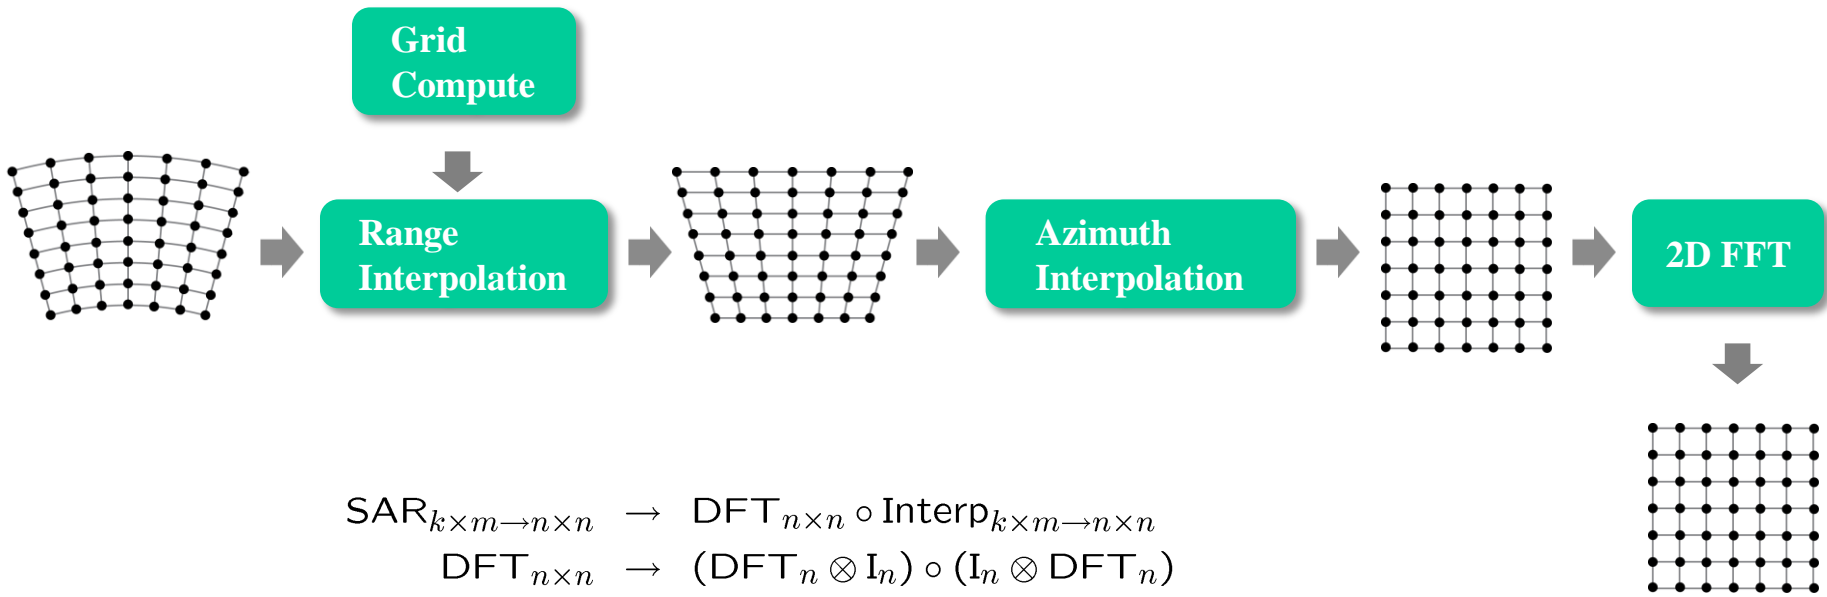 Grid
Compute
Range
Interpolation
Azimuth
Interpolation
2D FFT
SAR_{k×m→n×n} → DFT_{n×n} ∘ Interp_{k×m→n×n}
DFT_{n×n} → (DFT_n ⊗ I_n) ∘ (I_n ⊗ DFT_n)